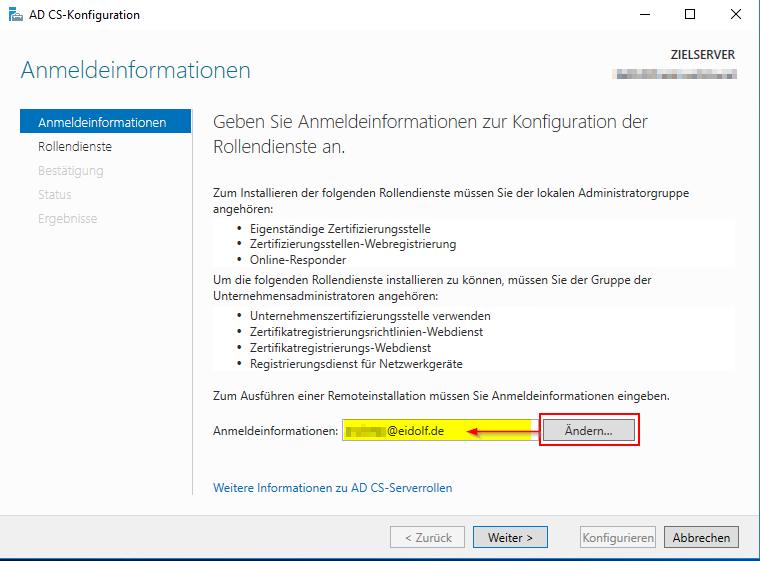 AD CS-Konfiguration
ZIELSERVER
Anmeldeinformationen
Anmeldeinformationen
Rollendienste
Bestätigung
Status
Ergebnisse
Geben Sie Anmeldeinformationen zur Konfiguration der
Rollendienste an.
Zum Installieren der folgenden Rollendienste müssen Sie der lokalen Administratorgruppe
angehören:
• Eigenständige Zertifizierungsstelle
• Zertifizierungsstellen-Webregistrierung
• Online-Responder
Um die folgenden Rollendienste installieren zu können, müssen Sie der Gruppe der
Unternehmensadministratoren angehören:
• Unternehmenszertifizierungsstelle verwenden
• Zertifikatregistrierungsrichtlinien-Webdienst
• Zertifikatregistrierungs-Webdienst
• Registrierungsdienst für Netzwerkgeräte
Zum Ausführen einer Remoteinstallation müssen Sie Anmeldeinformationen eingeben.
Anmeldeinformationen: @eidolf.de Ändern...
Weitere Informationen zu AD CS-Serverrollen
< Zurück Weiter > Konfigurieren Abbrechen